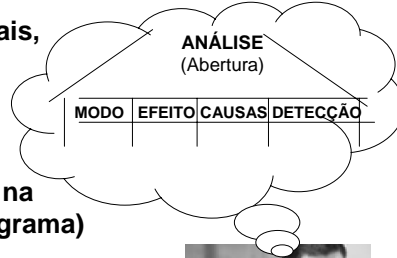 ais,
ANÁLISE
(Abertura)
MODO EFEITO CAUSAS DETECÇÃO
na
grama)